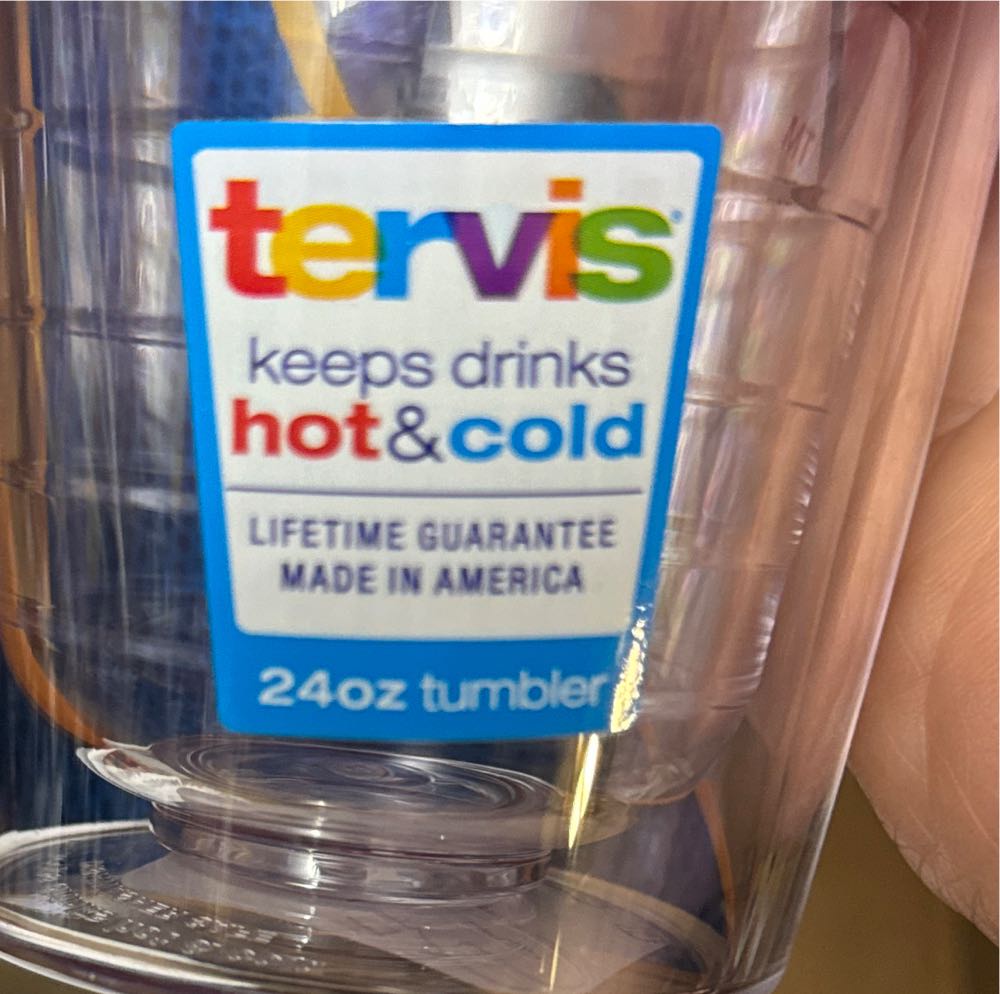 tervis
keeps drinks
hot&cold
LIFETIME GUARANTEE
MADE IN AMERICA
24oz tumbler